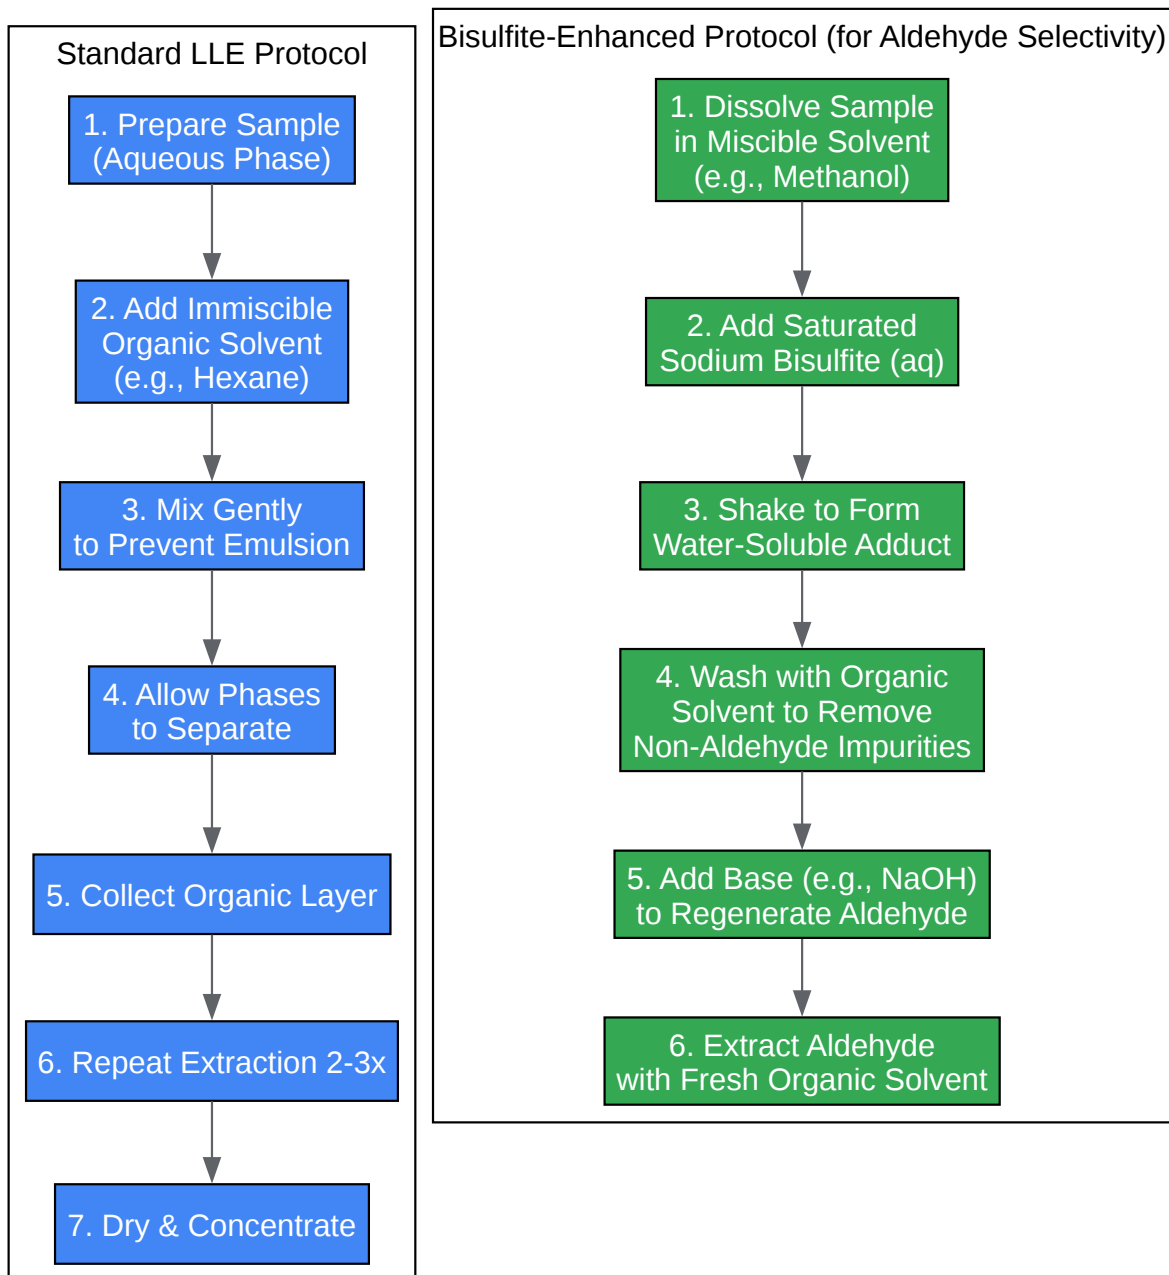 Standard LLE Protocol
1. Prepare Sample
(Aqueous Phase)
2. Add Immiscible
Organic Solvent
(e.g., Hexane)
3. Mix Gently
to Prevent Emulsion
4. Allow Phases
to Separate
5. Collect Organic Layer
6. Repeat Extraction 2-3x
7. Dry & Concentrate
Bisulfite-Enhanced Protocol (for Aldehyde Selectivity)
1. Dissolve Sample
in Miscible Solvent
(e.g., Methanol)
2. Add Saturated
Sodium Bisulfite (aq)
3. Shake to Form
Water-Soluble Adduct
4. Wash with Organic
Solvent to Remove
Non-Aldehyde Impurities
5. Add Base (e.g., NaOH)
to Regenerate Aldehyde
6. Extract Aldehyde
with Fresh Organic Solvent